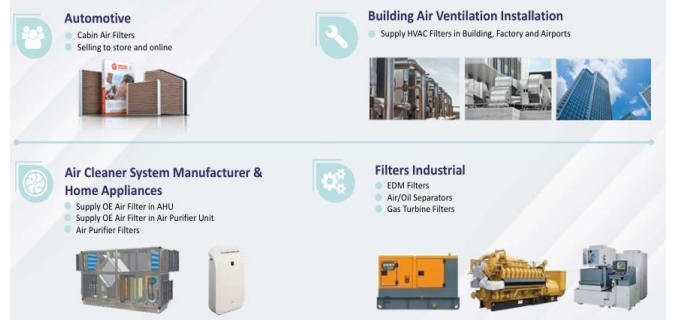 Automotive
Cabin Air Filters
Selling to store and online
Building Air Ventilation Installation
Supply HVAC Filters in Building, Factory and Airports
Air Cleaner System Manufacturer &
Home Appliances
Supply OE Air Filter in AHU
Supply OE Air Filter in Air Purifier Unit
Air Purifier Filters
Filters Industrial
EDM Filters
Air/Oil Separators
Gas Turbine Filters